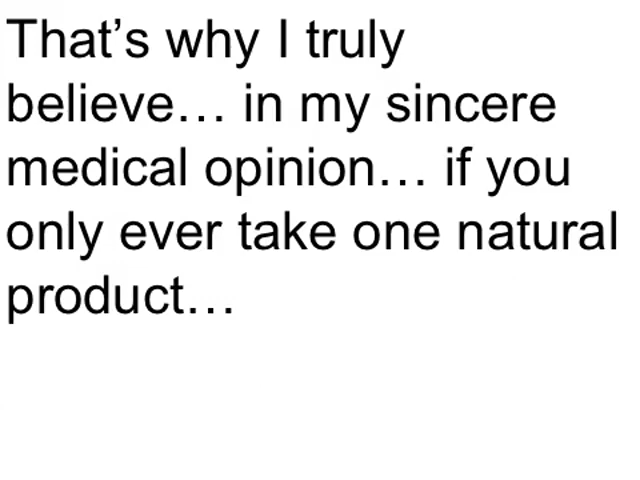 That’s why I truly
believe… in my sincere
medical opinion… if you
only ever take one natural
product…